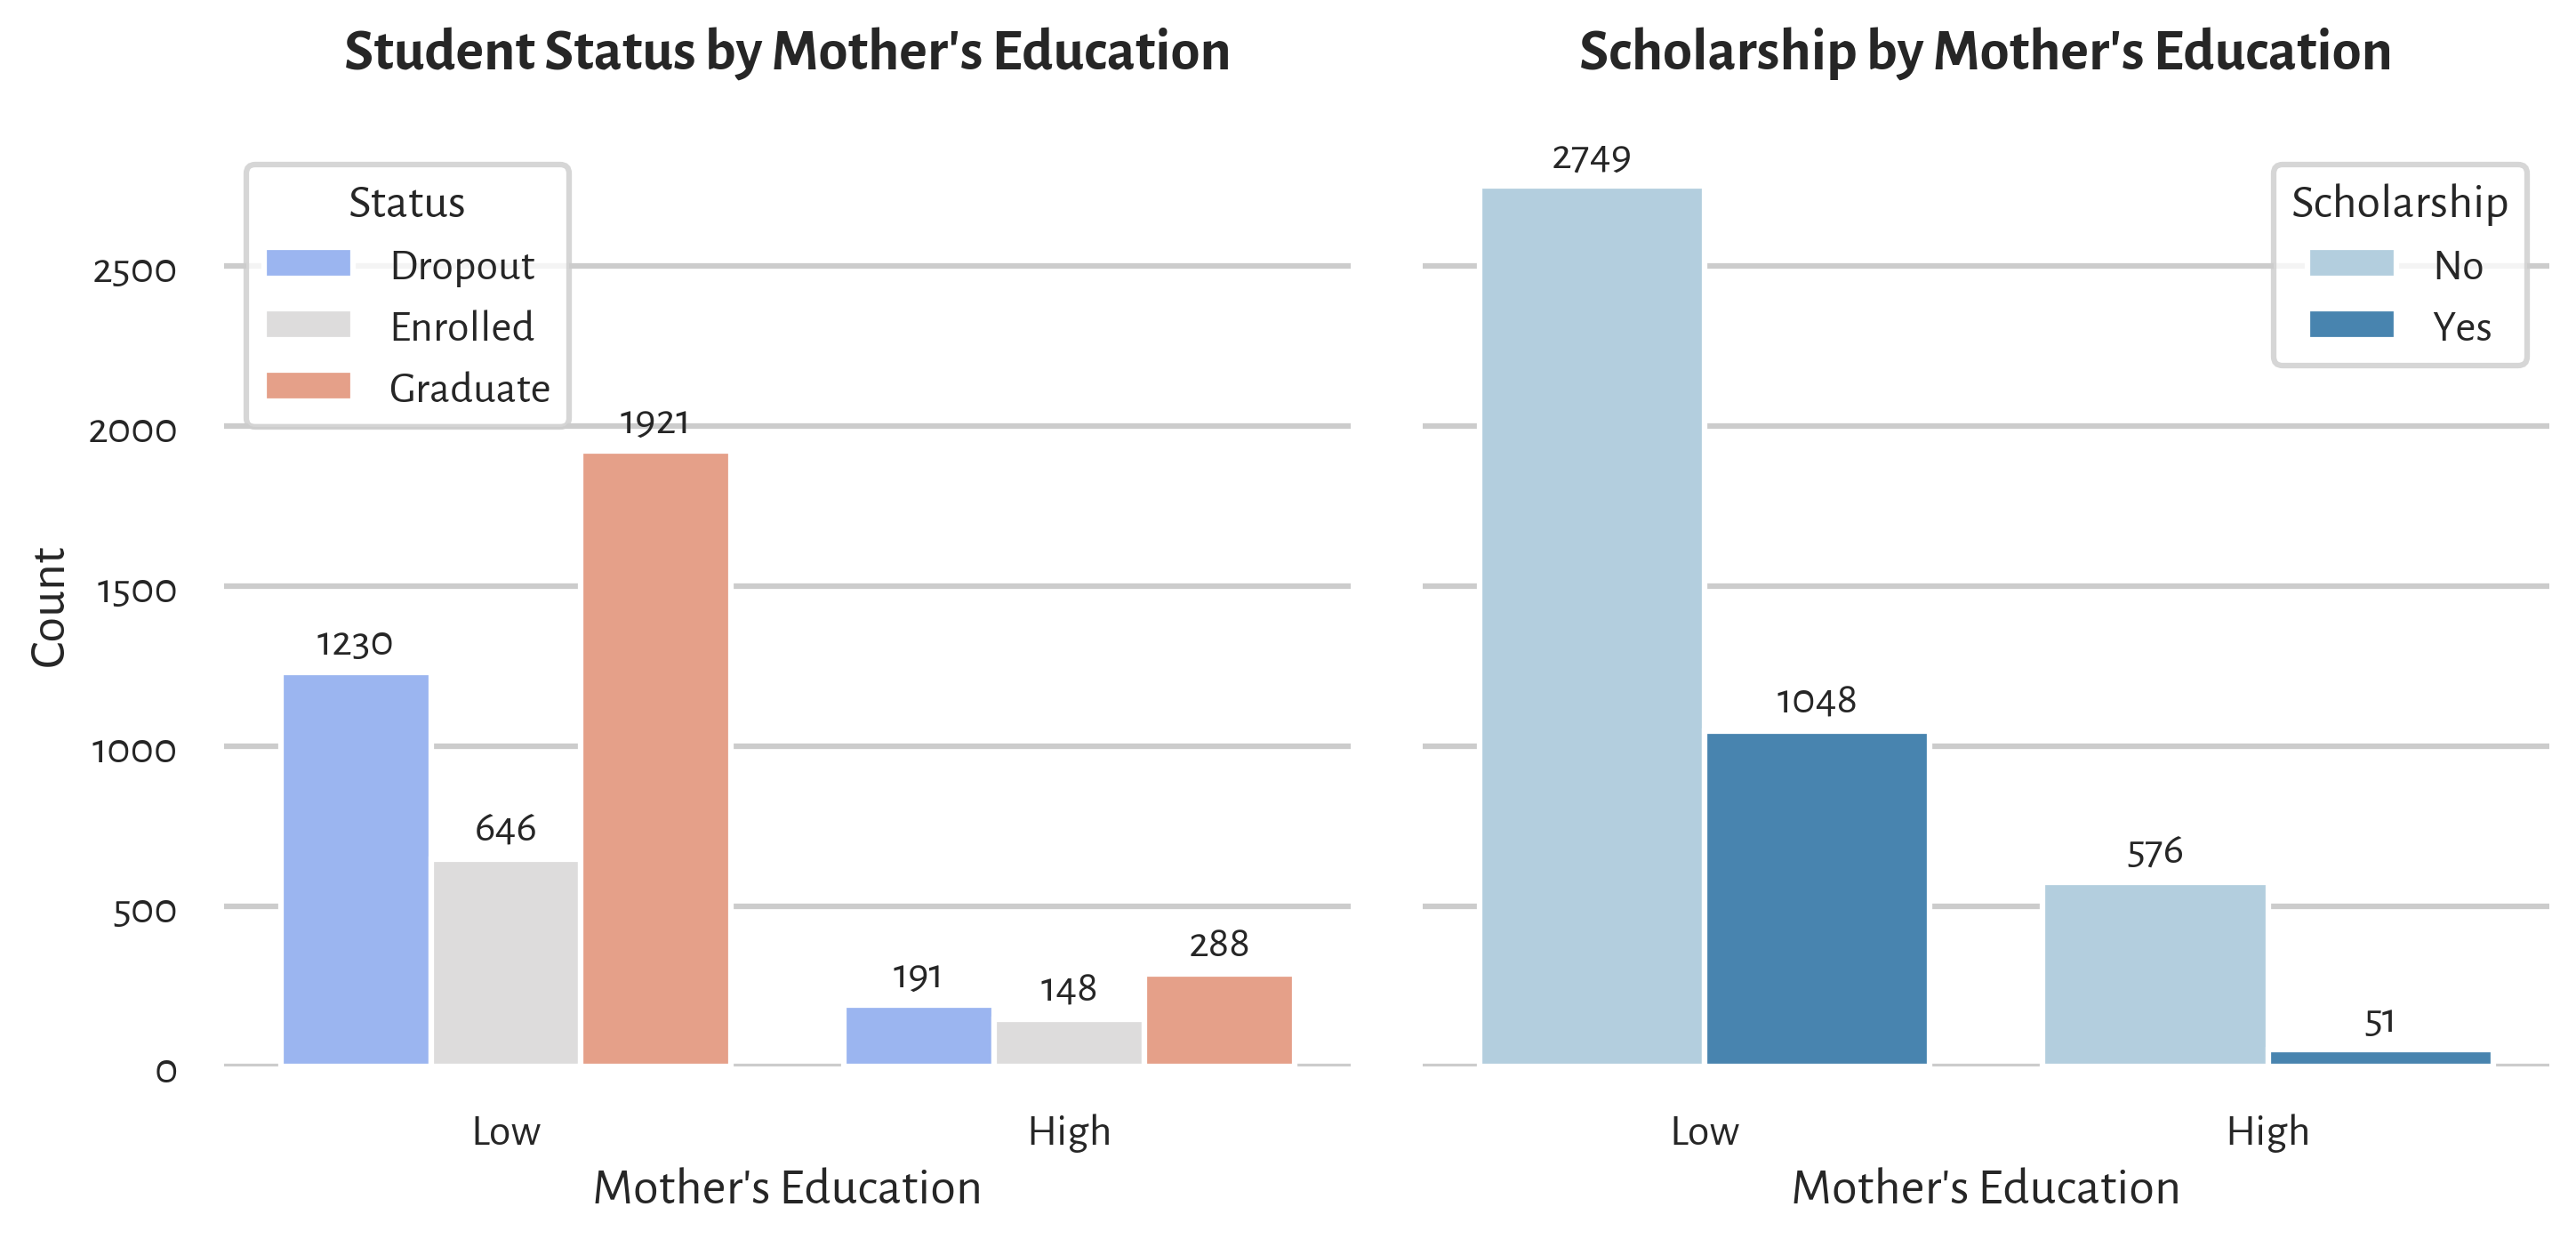 Student Status by Mother's Education
Status
Dropout
Enrolled
Graduate
Count
2500
2000
1500
1000
500
0
1230
646
1921
191
148
288
Low
High
Mother's Education
Scholarship by Mother's Education
Scholarship
No
Yes
2749
1048
576
51
Low
High
Mother's Education